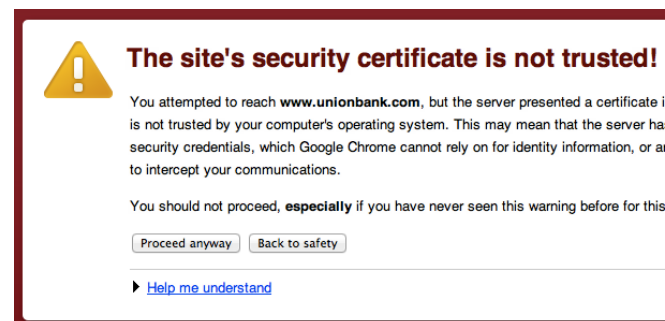 The site's security certificate is not trusted!
You attempted to reach www.unionbank.com, but the server presented a certificate i
is not trusted by your computer's operating system. This may mean that the server ha
security credentials, which Google Chrome cannot rely on for identity information, or a
to intercept your communications.
You should not proceed, especially if you have never seen this warning before for this
Proceed anyway Back to safety
Help me understand